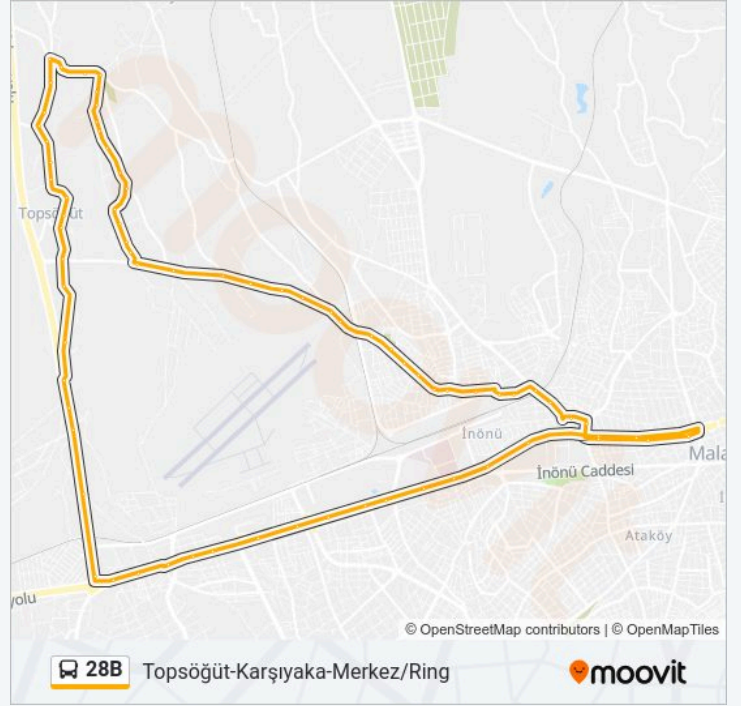 Topsöğüt
İnönü
Mala
İnönü Caddesi
Ataköy
yolu
© OpenStreetMap contributors | © OpenMapTiles
28B Topsöğüt-Karşıyaka-Merkez/Ring moovit